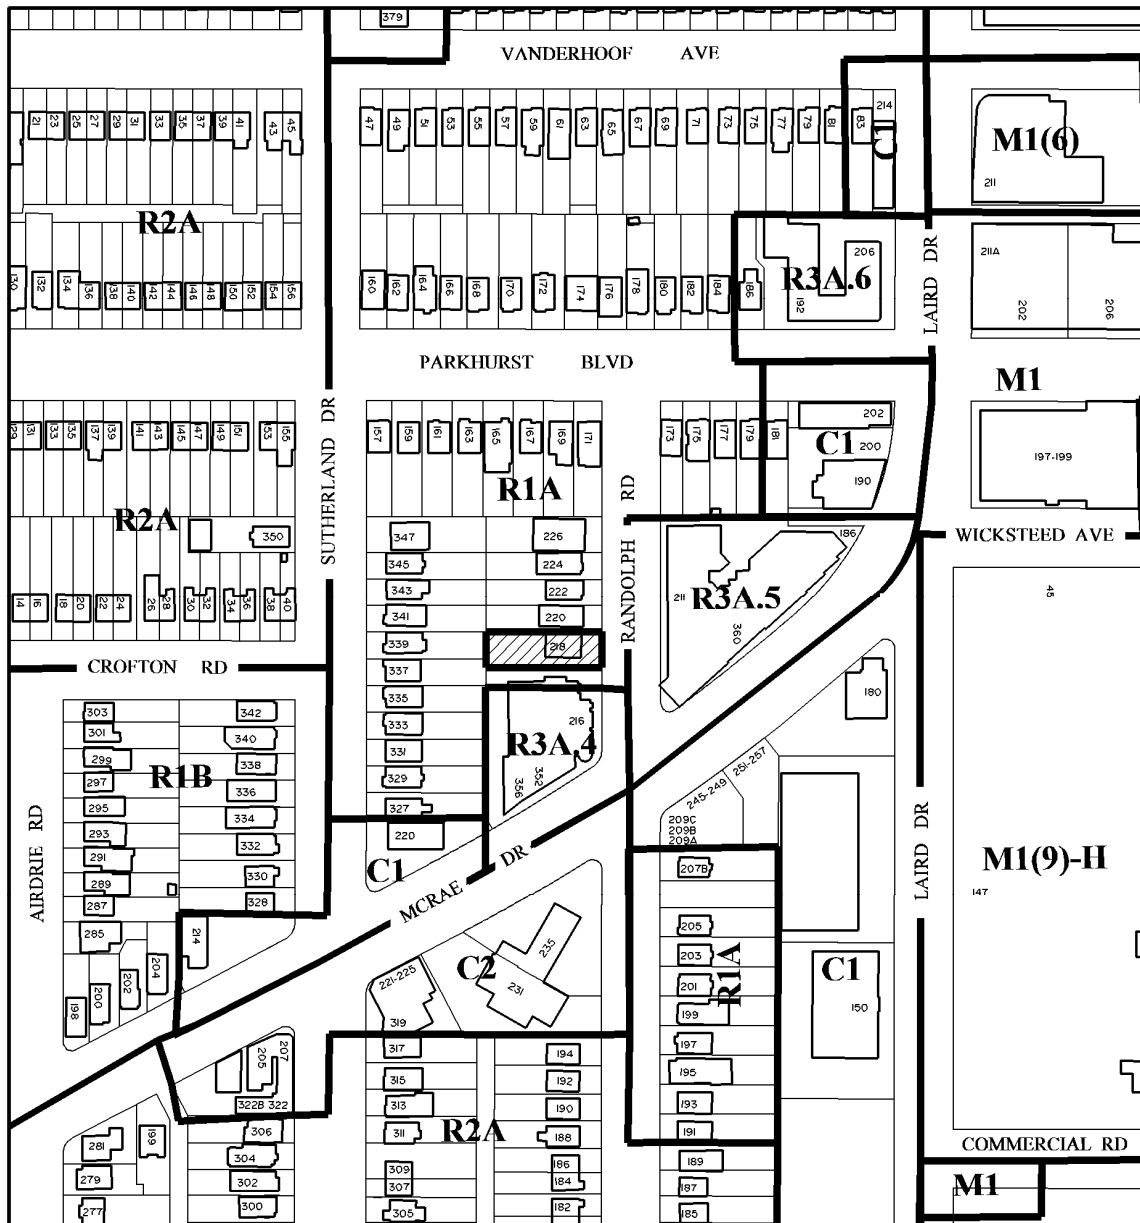 379
VANDERHOOF AVE
21 23 25 27 29 31 33 35 37 39 41 43 45
47 49 51 53 55 57 59 61 63 65 67 69 71 73 75 77 79 81 83
214
C1
M1(6)
211
R2A
130 132 134 136 138 140 142 144 146 148 150 152 154 156
160 162 164 166 168 170 172 174 176 178 180 182 184 186
R3A.6
206
192
LAIRD DR
211A
202
206
PARKHURST BLVD
M1
129 131 133 135 137 139 141 143 145 147 149 151 153 155
SUTHERLAND DR
157 159 161 163 165 167 169 171
RANDOLPH RD
173 175 177 179 181
202
C1
200
190
197-199
R1A
R2A
350
347
226
WICKSTEED AVE
345
224
186
343
222
211
R3A.5
360
45
14 16 18 20 22 24 26 28 30 32 34 36 38 40
341
220
339
218
CROFTON RD
337
180
303
342
335
301
340
333
216
R3A.4
299
338
331
352
356
R1B
297
336
329
251-257
245-249
295
334
327
209C
209B
209A
293
332
220
AIRDRIE RD
291
C1
MCRAE DR
207B
LAIRD DR
M1(9)-H
147
289
330
287
328
285
214
205
204
202
200
198
C2
235
231
221-225
319
203
R1A
201
C1
150
199
207
205
322B 322
317
194
197
315
192
195
313
190
193
311
R2A
188
191
COMMERCIAL RD
281
199
306
304
309
186
189
M1
279
302
307
184
187
277
300
305
182
185